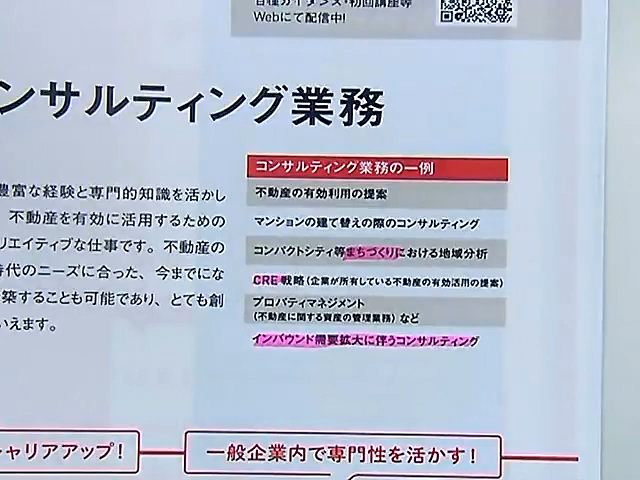 各種ガイダンス・初回講座等
Webにて配信中!
ンサルティング業務
豊富な経験と専門的知識を活かし
、不動産を有効に活用するための
リエイティブな仕事です。不動産の
時代のニーズに合った、今までにな
築することも可能であり、とても創
いえます。
コンサルティング業務の一例
不動産の有効利用の提案
マンションの建て替えの際のコンサルティング
コンパクトシティ等まちづくりにおける地域分析
CRE戦略(企業が所有している不動産の有効活用の提案)
プロパティマネジメント
(不動産に関する資産の管理業務)など
インバウンド需要拡大に伴うコンサルティング
キャリアアップ!
一般企業内で専門性を活かす!